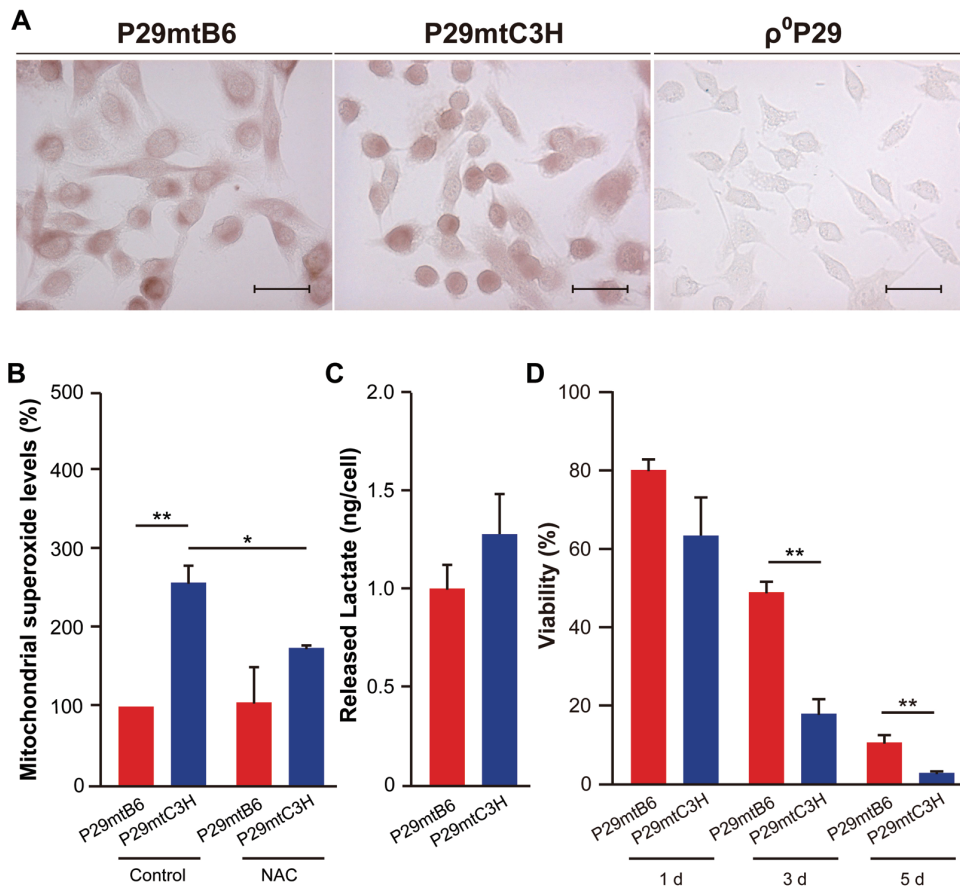 A
P29mtB6
P29mtC3H
ρ⁰P29
B
Mitochondrial superoxide levels (%)
500
400
300
200
100
0
**
*
P29mtB6
P29mtC3H
P29mtB6
P29mtC3H
Control
NAC
C
Released Lactate (ng/cell)
2.0
1.5
1.0
0.5
0
P29mtB6
P29mtC3H
D
Viability (%)
100
80
60
40
20
0
**
**
P29mtB6
P29mtC3H
P29mtB6
P29mtC3H
P29mtB6
P29mtC3H
1 d
3 d
5 d